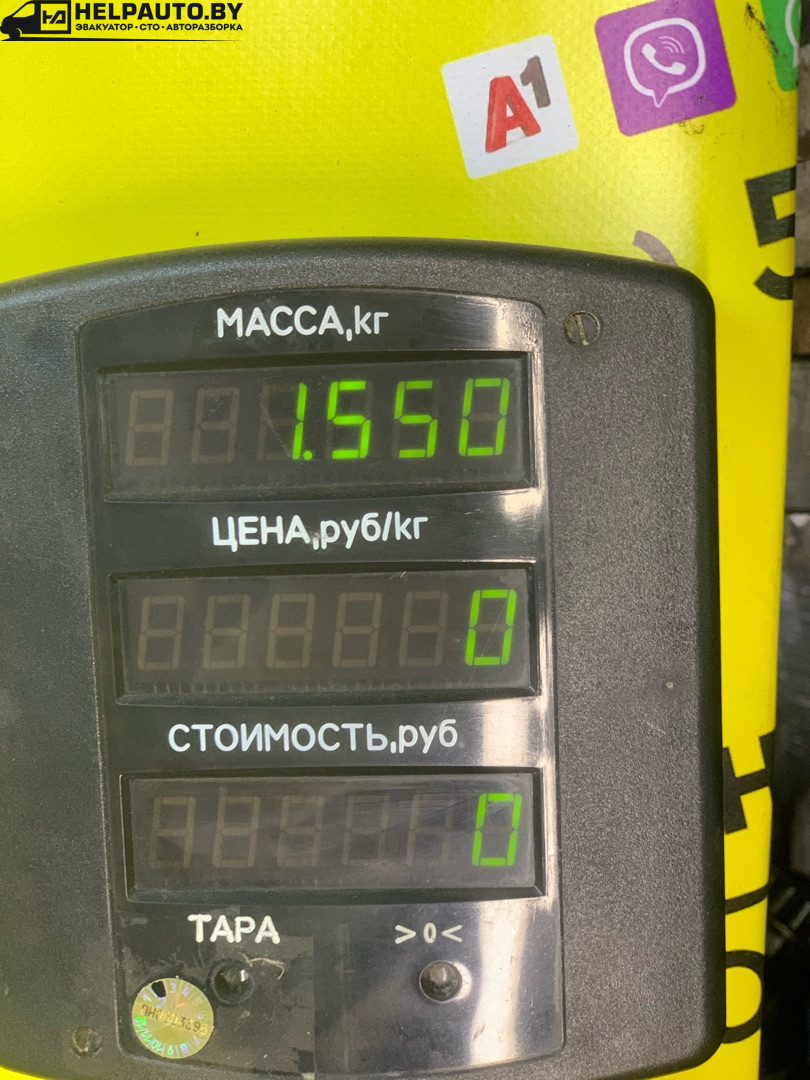 HELPAUTO.BY
ЭВАКУАТОР • СТО • АВТОРАЗБОРКА
A1
5
МАССА,кг
1.550
ЦЕНА,руб/кг
0
СТОИМОСТЬ,руб
0
ТАРА
>0<